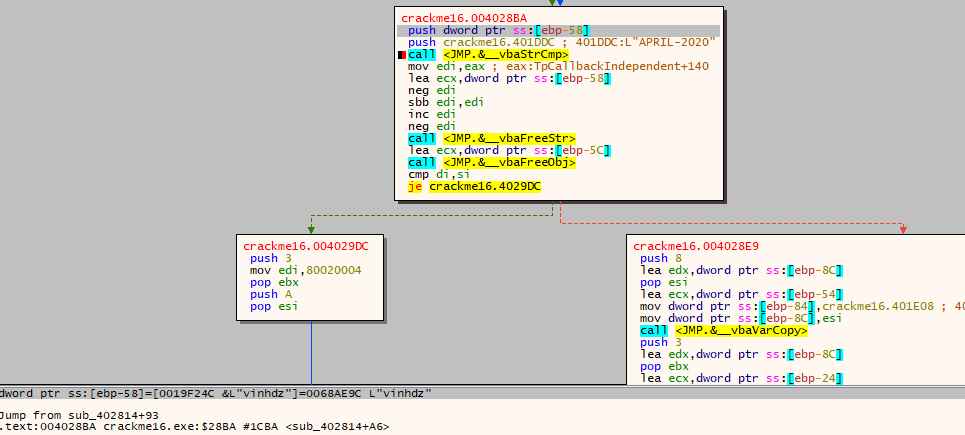 crackme16.004028BA
push dword ptr ss:[ebp-58]
push crackme16.401DDC ; 401DDC:L"APRIL-2020"
call <JMP.&__vbaStrCmp>
mov edi,eax ; eax:TpCallbackIndependent+140
lea ecx,dword ptr ss:[ebp-58]
neg edi
sbb edi,edi
inc edi
neg edi
call <JMP.&__vbaFreeStr>
lea ecx,dword ptr ss:[ebp-5C]
call <JMP.&__vbaFreeObj>
cmp di,si
je crackme16.4029DC
crackme16.004029DC
push 3
mov edi,80020004
pop ebx
push A
pop esi
crackme16.004028E9
push 8
lea edx,dword ptr ss:[ebp-8C]
pop esi
lea ecx,dword ptr ss:[ebp-54]
mov dword ptr ss:[ebp-84],crackme16.401E08 ; 40
mov dword ptr ss:[ebp-8C],esi
call <JMP.&__vbaVarCopy>
push 3
lea edx,dword ptr ss:[ebp-8C]
pop ebx
lea ecx,dword ptr ss:[ebp-24]
dword ptr ss:[ebp-58]=[0019F24C &L"vinhdz"]=0068AE9C L"vinhdz"
Jump from sub_402814+93
.text:004028BA crackme16.exe:$28BA #1CBA <sub_402814+A6>